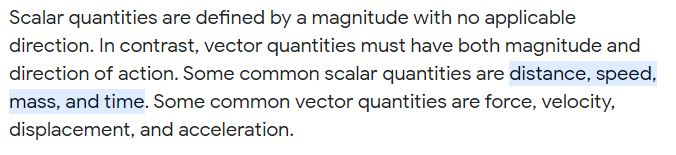 Scalar quantities are defined by a magnitude with no applicable
direction. In contrast, vector quantities must have both magnitude and
direction of action. Some common scalar quantities are distance, speed,
mass, and time. Some common vector quantities are force, velocity,
displacement, and acceleration.